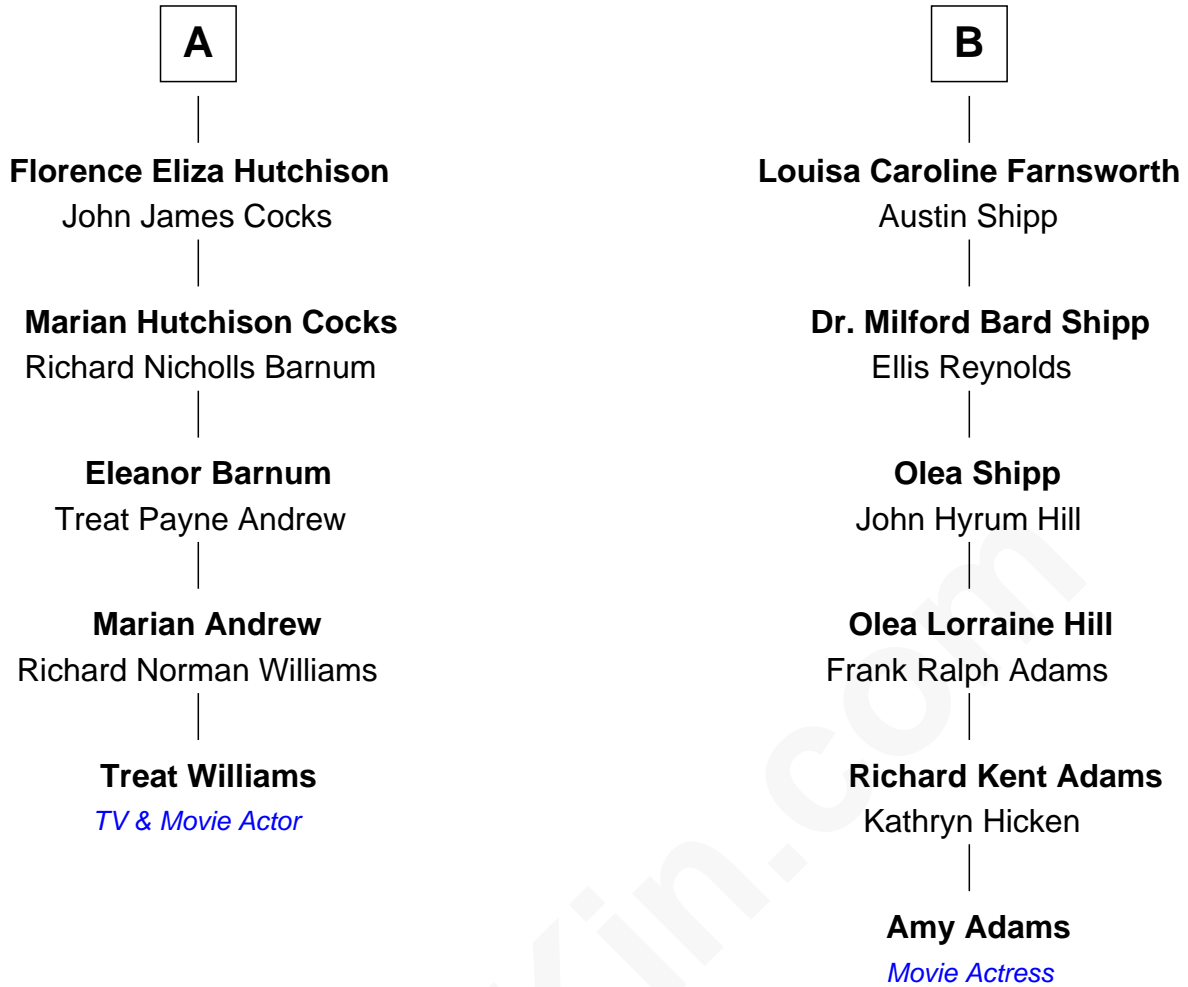 A
Florence Eliza Hutchison
John James Cocks
Marian Hutchison Cocks
Richard Nicholls Barnum
Eleanor Barnum
Treat Payne Andrew
Marian Andrew
Richard Norman Williams
Treat Williams
TV & Movie Actor
B
Louisa Caroline Farnsworth
Austin Shipp
Dr. Milford Bard Shipp
Ellis Reynolds
Olea Shipp
John Hyrum Hill
Olea Lorraine Hill
Frank Ralph Adams
Richard Kent Adams
Kathryn Hicken
Amy Adams
Movie Actress
Kin.com